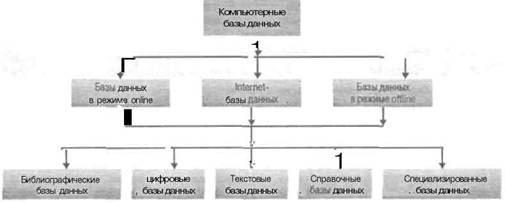 Компьютерные
базы данных
Базы данных
в режиме online
Internet-
базы данных
Базы данных
в режиме offline
Библиографические
базы данных
цифровые
базы данных
Текстовые
базы данных
Справочные
базы данных
Специализированные
базы данных